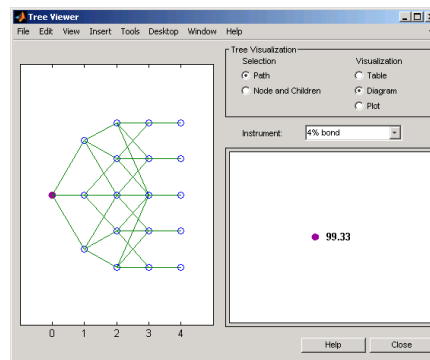 Tree Viewer
File Edit View Insert Tools Desktop Window Help
Tree Visualization
Selection Visualization
Path Table
Node and Children Diagram
Plot
Instrument: 4% bond
99.33
0 1 2 3 4
Help Close